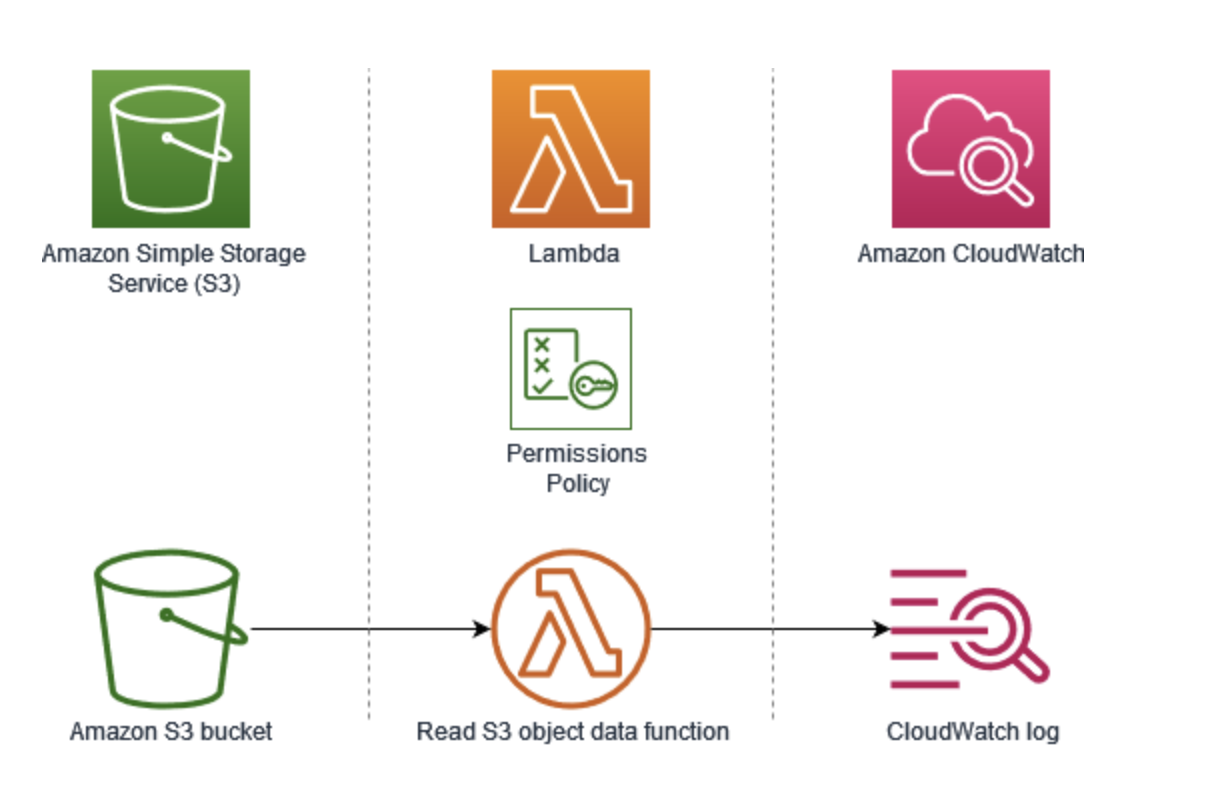 Amazon Simple Storage
Service (S3)
Lambda
Amazon CloudWatch
Permissions
Policy
Amazon S3 bucket
Read S3 object data function
CloudWatch log